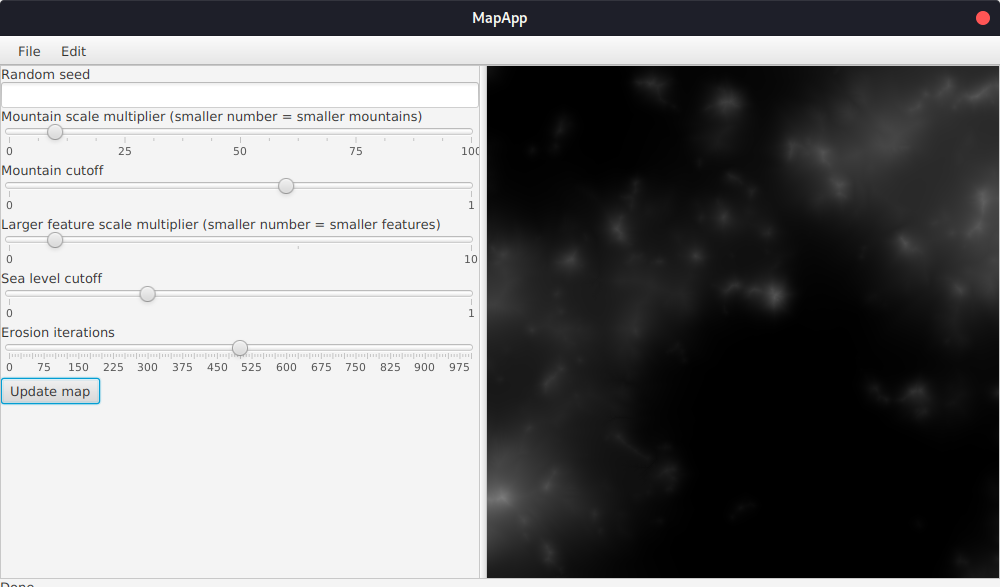 MapApp
File Edit
Random seed
Mountain scale multiplier (smaller number = smaller mountains)
0 25 50 75 100
Mountain cutoff
0 1
Larger feature scale multiplier (smaller number = smaller features)
0 10
Sea level cutoff
0 1
Erosion iterations
0 75 150 225 300 375 450 525 600 675 750 825 900 975
Update map
Done